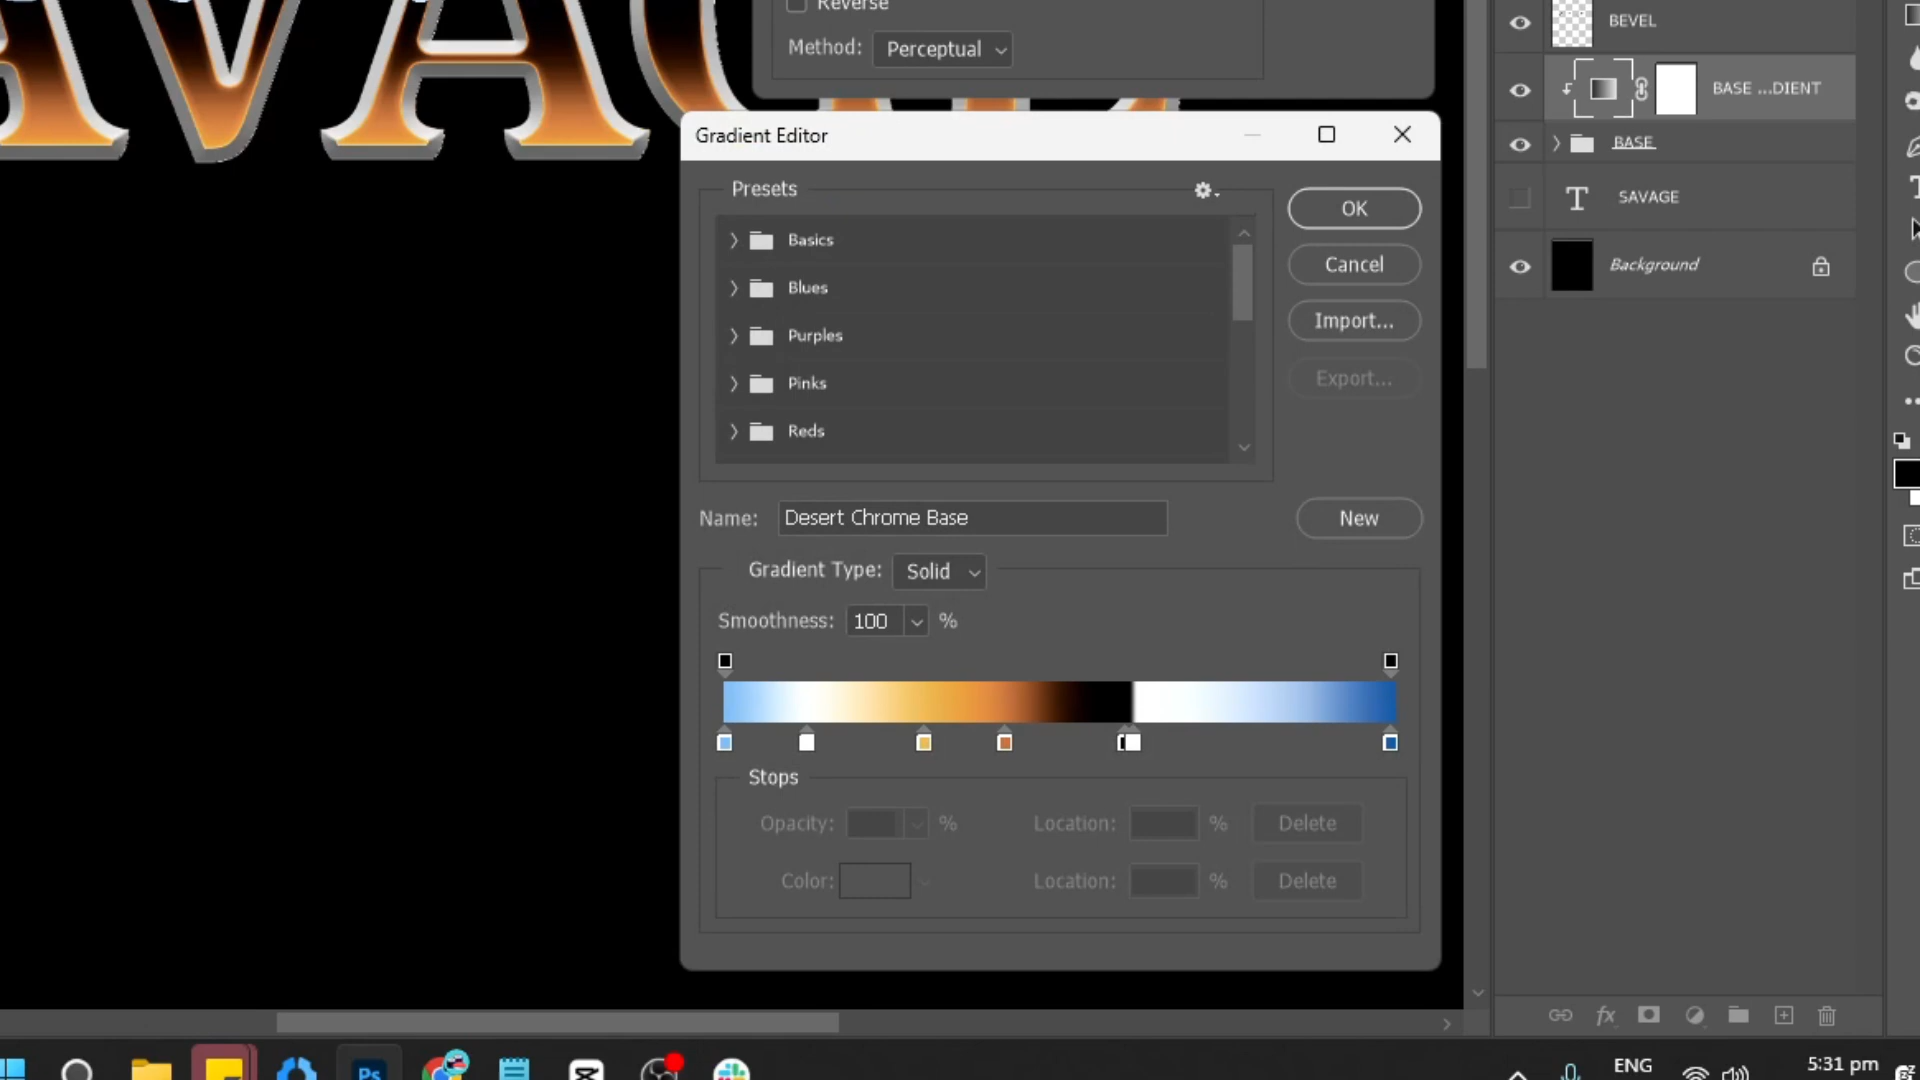 Reverse
Method: Perceptual
Gradient Editor
Presets
Basics
Blues
Purples
Pinks
Reds
OK
Cancel
Import...
Export...
Name: Desert Chrome Base
New
Gradient Type: Solid
Smoothness: 100 %
Stops
Opacity: % Location: % Delete
Color: Location: % Delete
BEVEL
BASE ...DIENT
BASE
T SAVAGE
Background
fx
Ps
ENG
5:31 pm